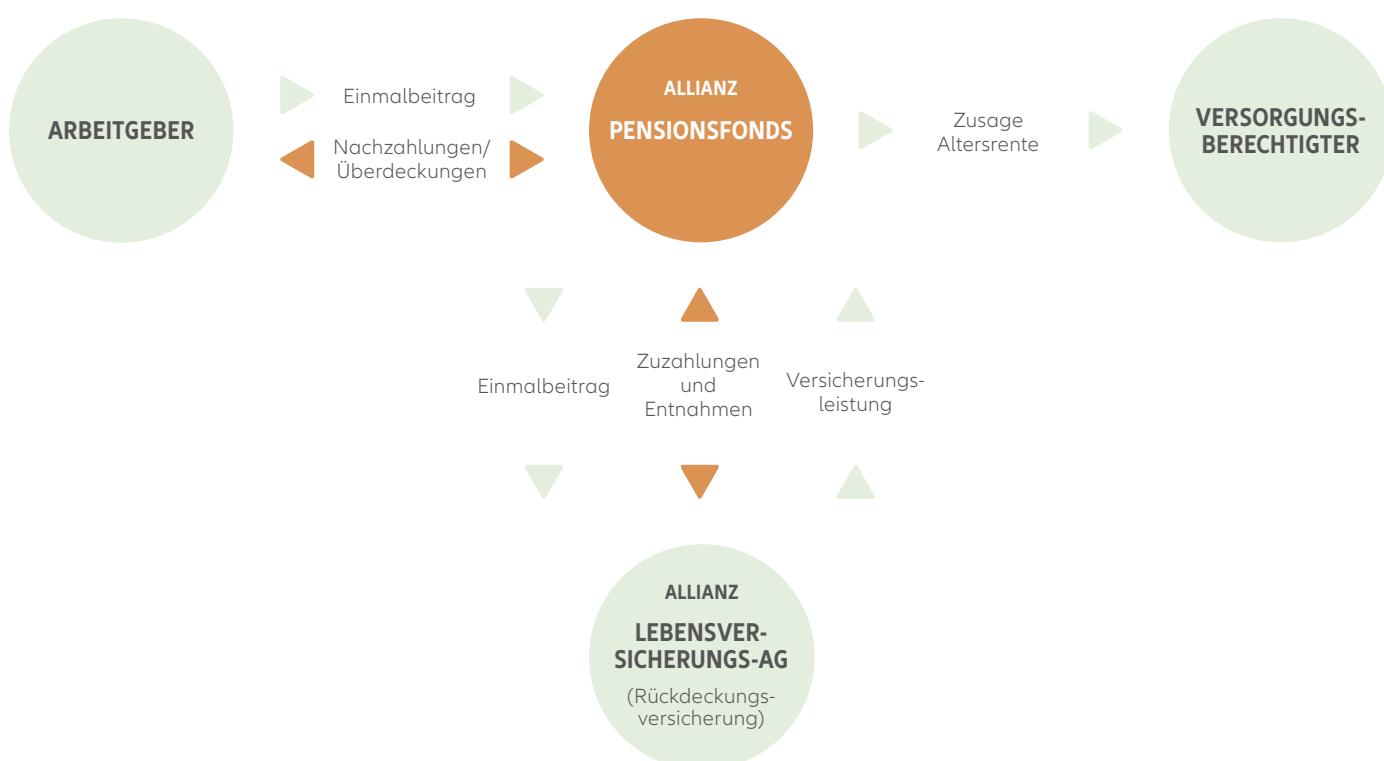 ARBEITGEBER
Einmalbeitrag
Nachzahlungen/
Überdeckungen
ALLIANZ
PENSIONSFONDS
Zusage
Altersrente
VERSORGUNGS-
BERECHTIGTER
Einmalbeitrag
Zuzahlungen
und
Entnahmen
Versicherungs-
leistung
ALLIANZ
LEBENSVER-
SICHERUNGS-AG
(Rückdeckungs-
versicherung)